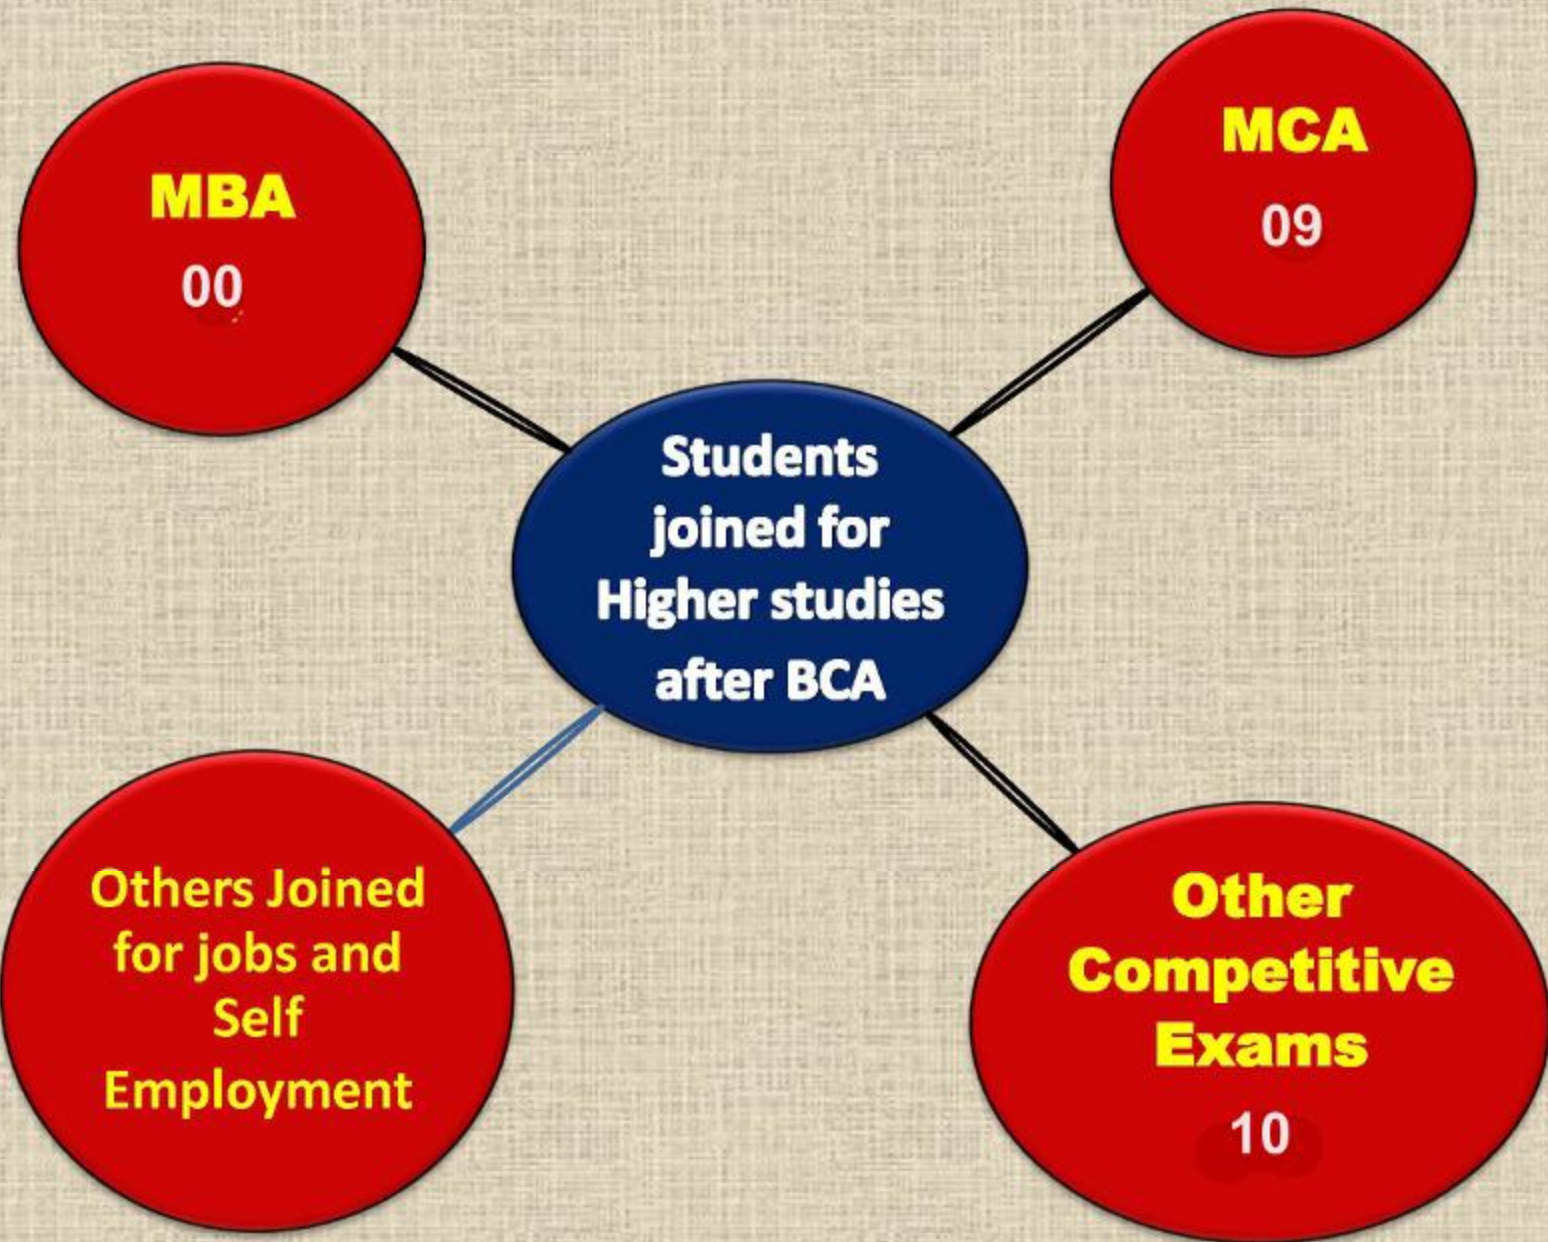 MBA
00
MCA
09
Students
joined for
Higher studies
after BCA
Others Joined
for jobs and
Self
Employment
Other
Competitive
Exams
10